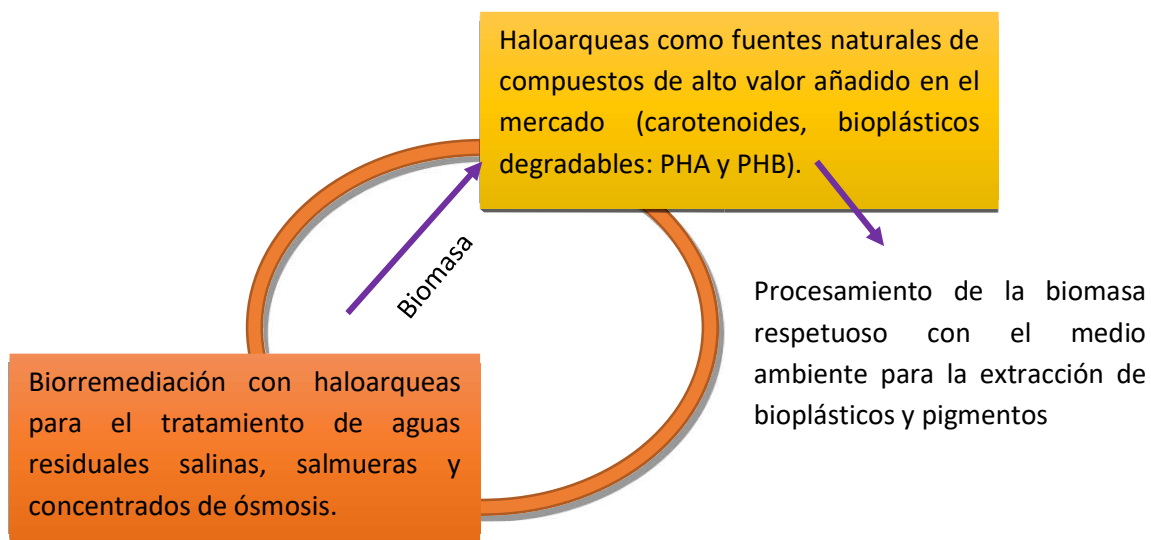 Haloarqueas como fuentes naturales de
compuestos de alto valor añadido en el
mercado (carotenoides, bioplásticos
degradables: PHA y PHB).
Biomasa
Procesamiento de la biomasa
respetuoso con el medio
ambiente para la extracción de
bioplásticos y pigmentos
Biorremediación con haloarqueas
para el tratamiento de aguas
residuales salinas, salmueras y
concentrados de ósmosis.